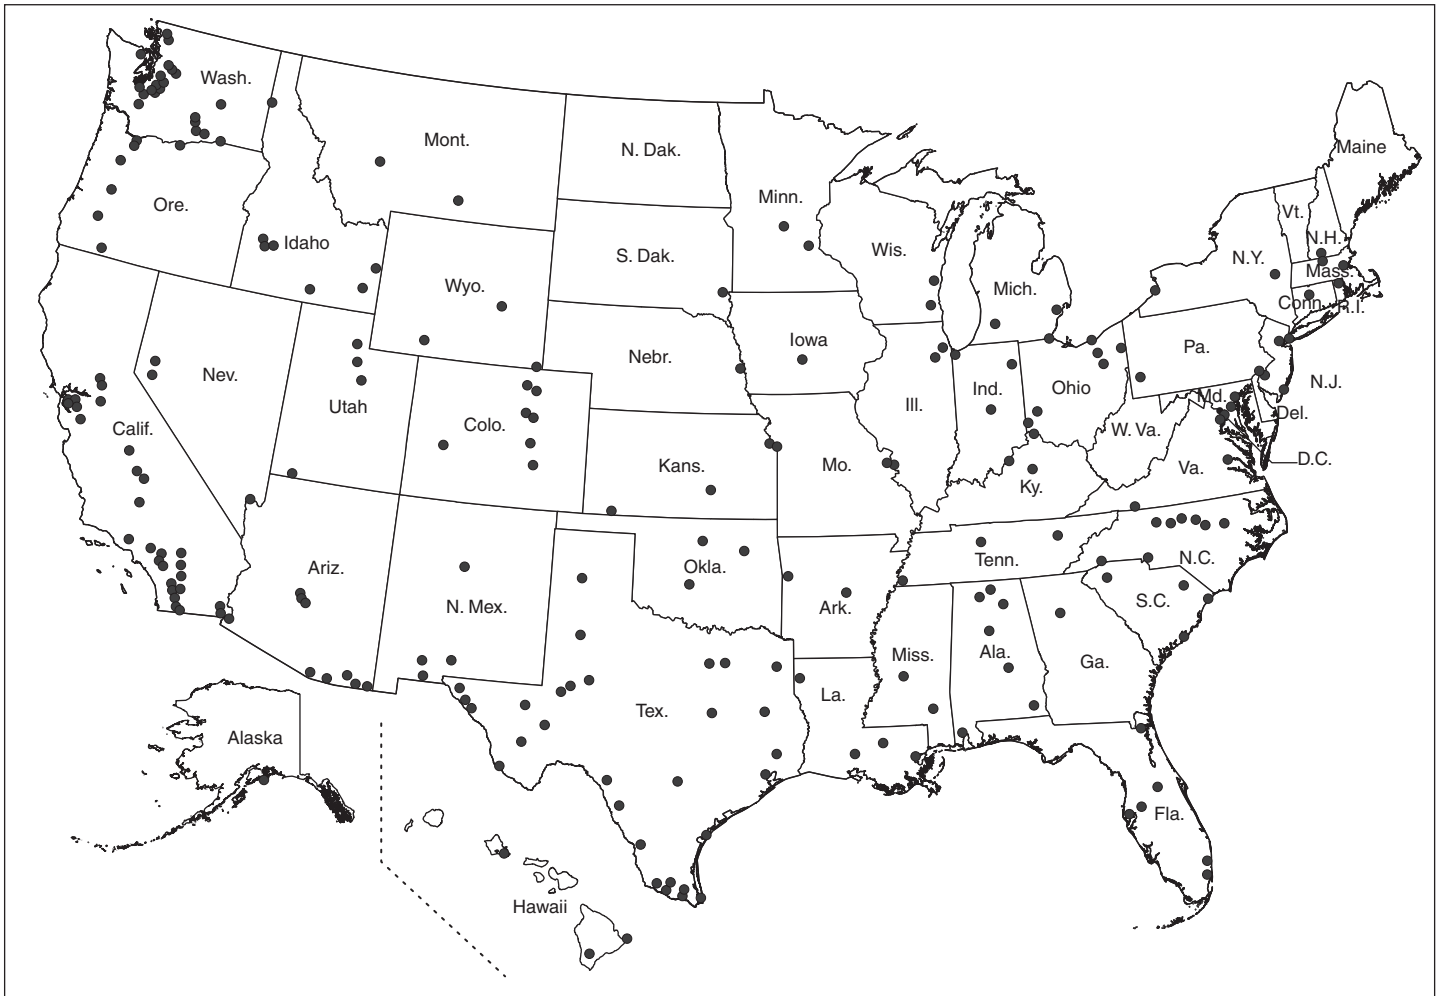 Wash.
Mont.
N. Dak.
Minn.
Maine
Ore.
Idaho
Wyo.
S. Dak.
Wis.
Mich.
Vt.
N.H.
N.Y.
Mass.
Conn.
R.I.
Nev.
Utah
Colo.
Nebr.
Iowa
Ill.
Ind.
Ohio
Pa.
N.J.
Md.
Del.
W. Va.
D.C.
Calif.
Kans.
Mo.
Ky.
Va.
Ariz.
N. Mex.
Okla.
Ark.
Tenn.
N.C.
S.C.
Tex.
La.
Miss.
Ala.
Ga.
Alaska
Fla.
Hawaii